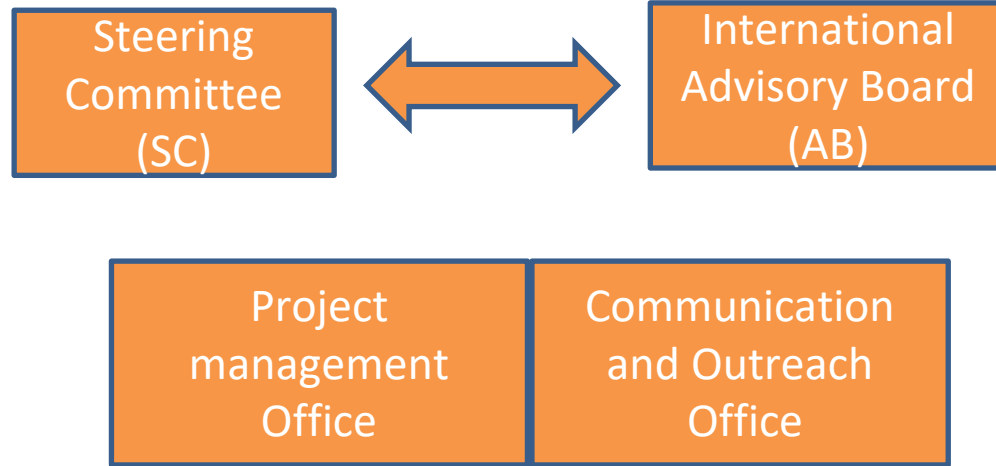 Steering
Committee
(SC)
International
Advisory Board
(AB)
Project
management
Office
Communication
and Outreach
Office